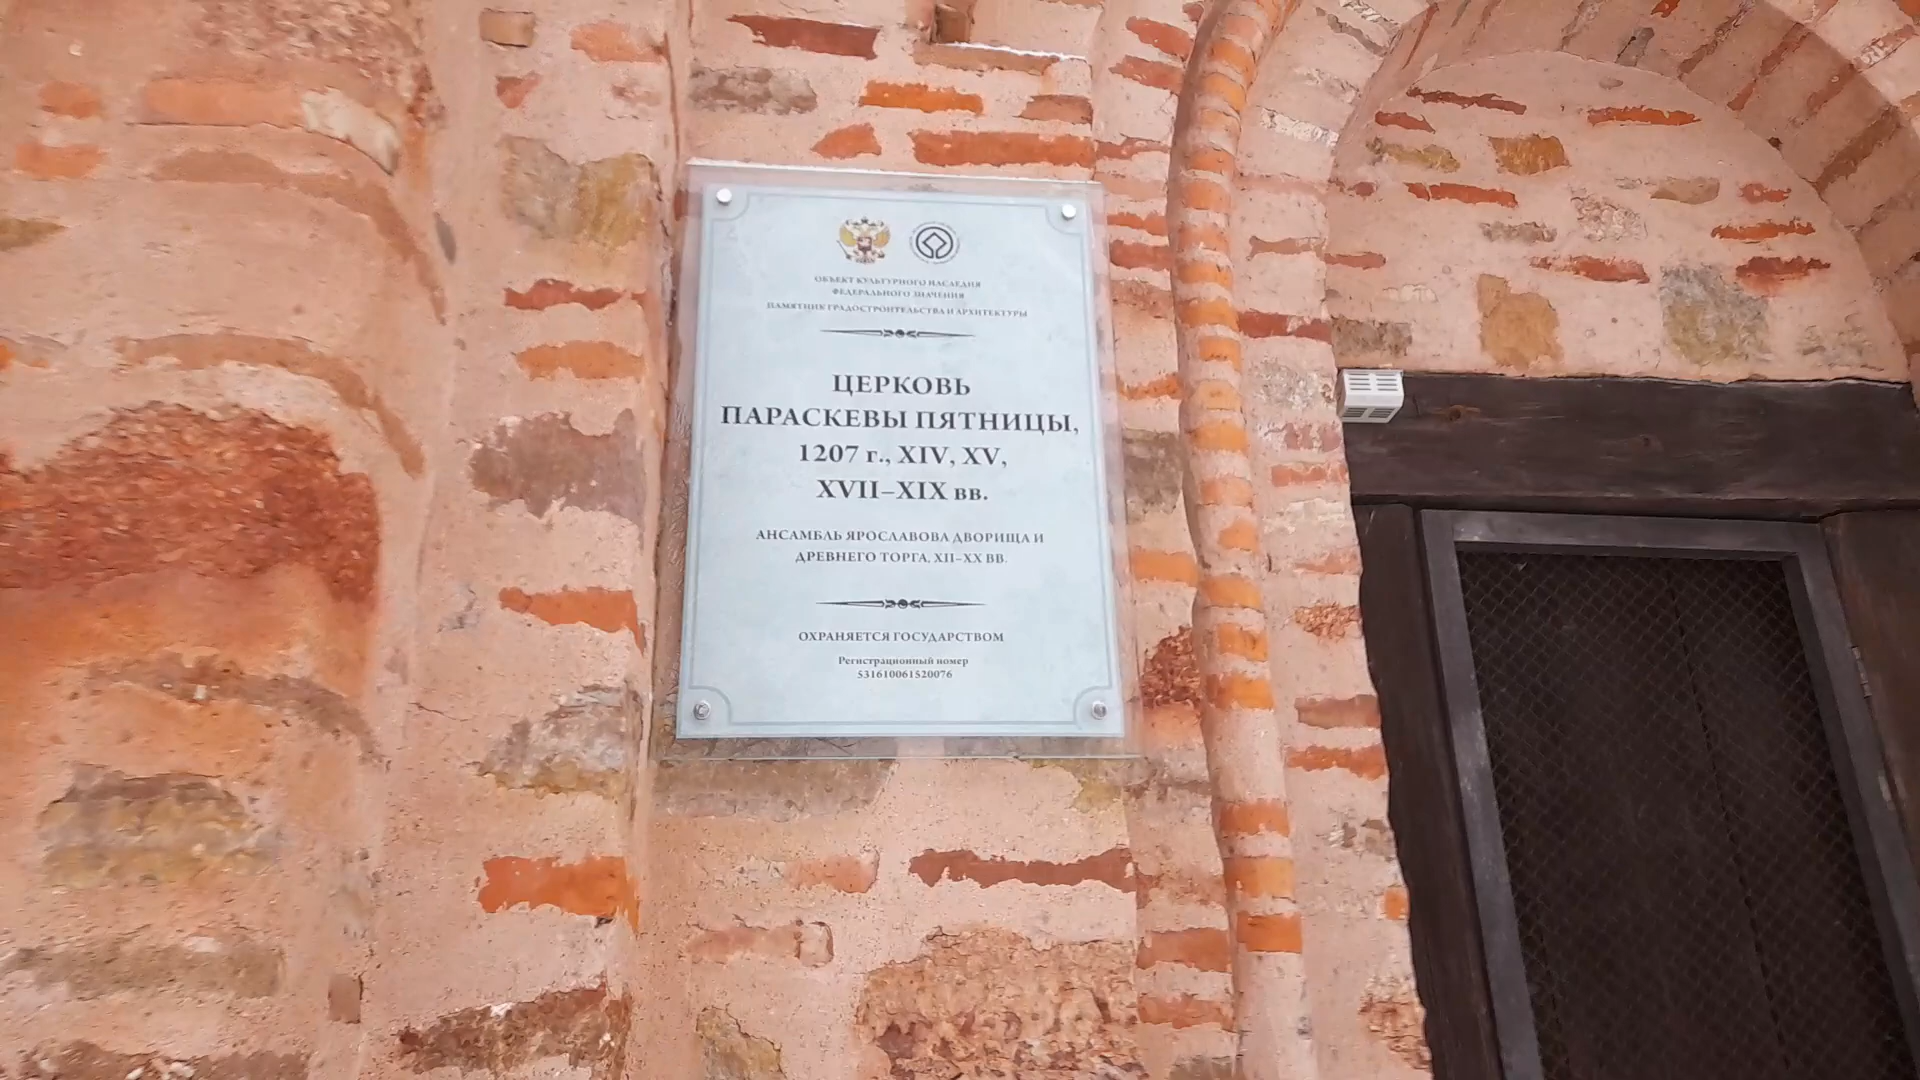 ОБЪЕКТ КУЛЬТУРНОГО НАСЛЕДИЯ
ФЕДЕРАЛЬНОГО ЗНАЧЕНИЯ
ПАМЯТНИК ГРАДОСТРОИТЕЛЬСТВА И АРХИТЕКТУРЫ
ЦЕРКОВЬ
ПАРАСКЕВЫ ПЯТНИЦЫ,
1207 г., XIV, XV,
XVII–XIX вв.
АНСАМБЛЬ ЯРОСЛАВОВА ДВОРИЩА И
ДРЕВНЕГО ТОРГА, XII–XX ВВ.
ОХРАНЯЕТСЯ ГОСУДАРСТВОМ
Регистрационный номер
531610061520076